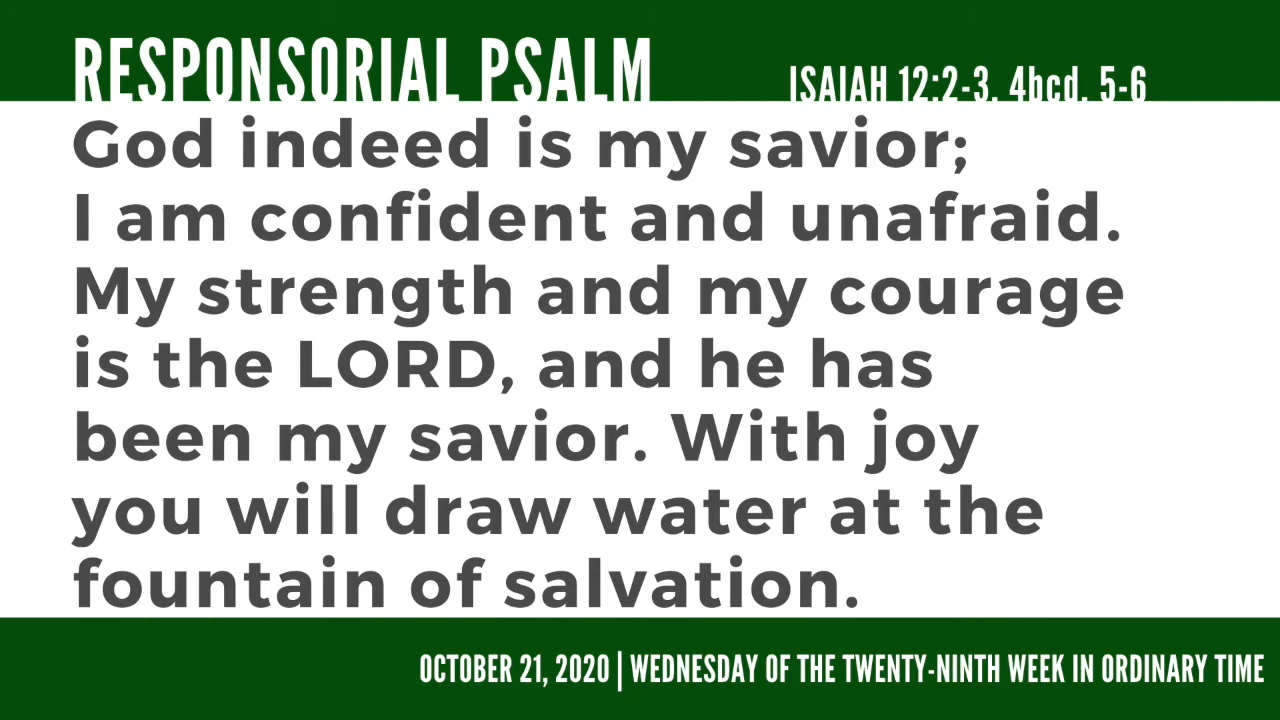 RESPONSORIAL PSALM ISAIAH 12:2-3, 4bcd, 5-6
God indeed is my savior;
I am confident and unafraid.
My strength and my courage
is the LORD, and he has
been my savior. With joy
you will draw water at the
fountain of salvation.
OCTOBER 21, 2020 | WEDNESDAY OF THE TWENTY-NINTH WEEK IN ORDINARY TIME